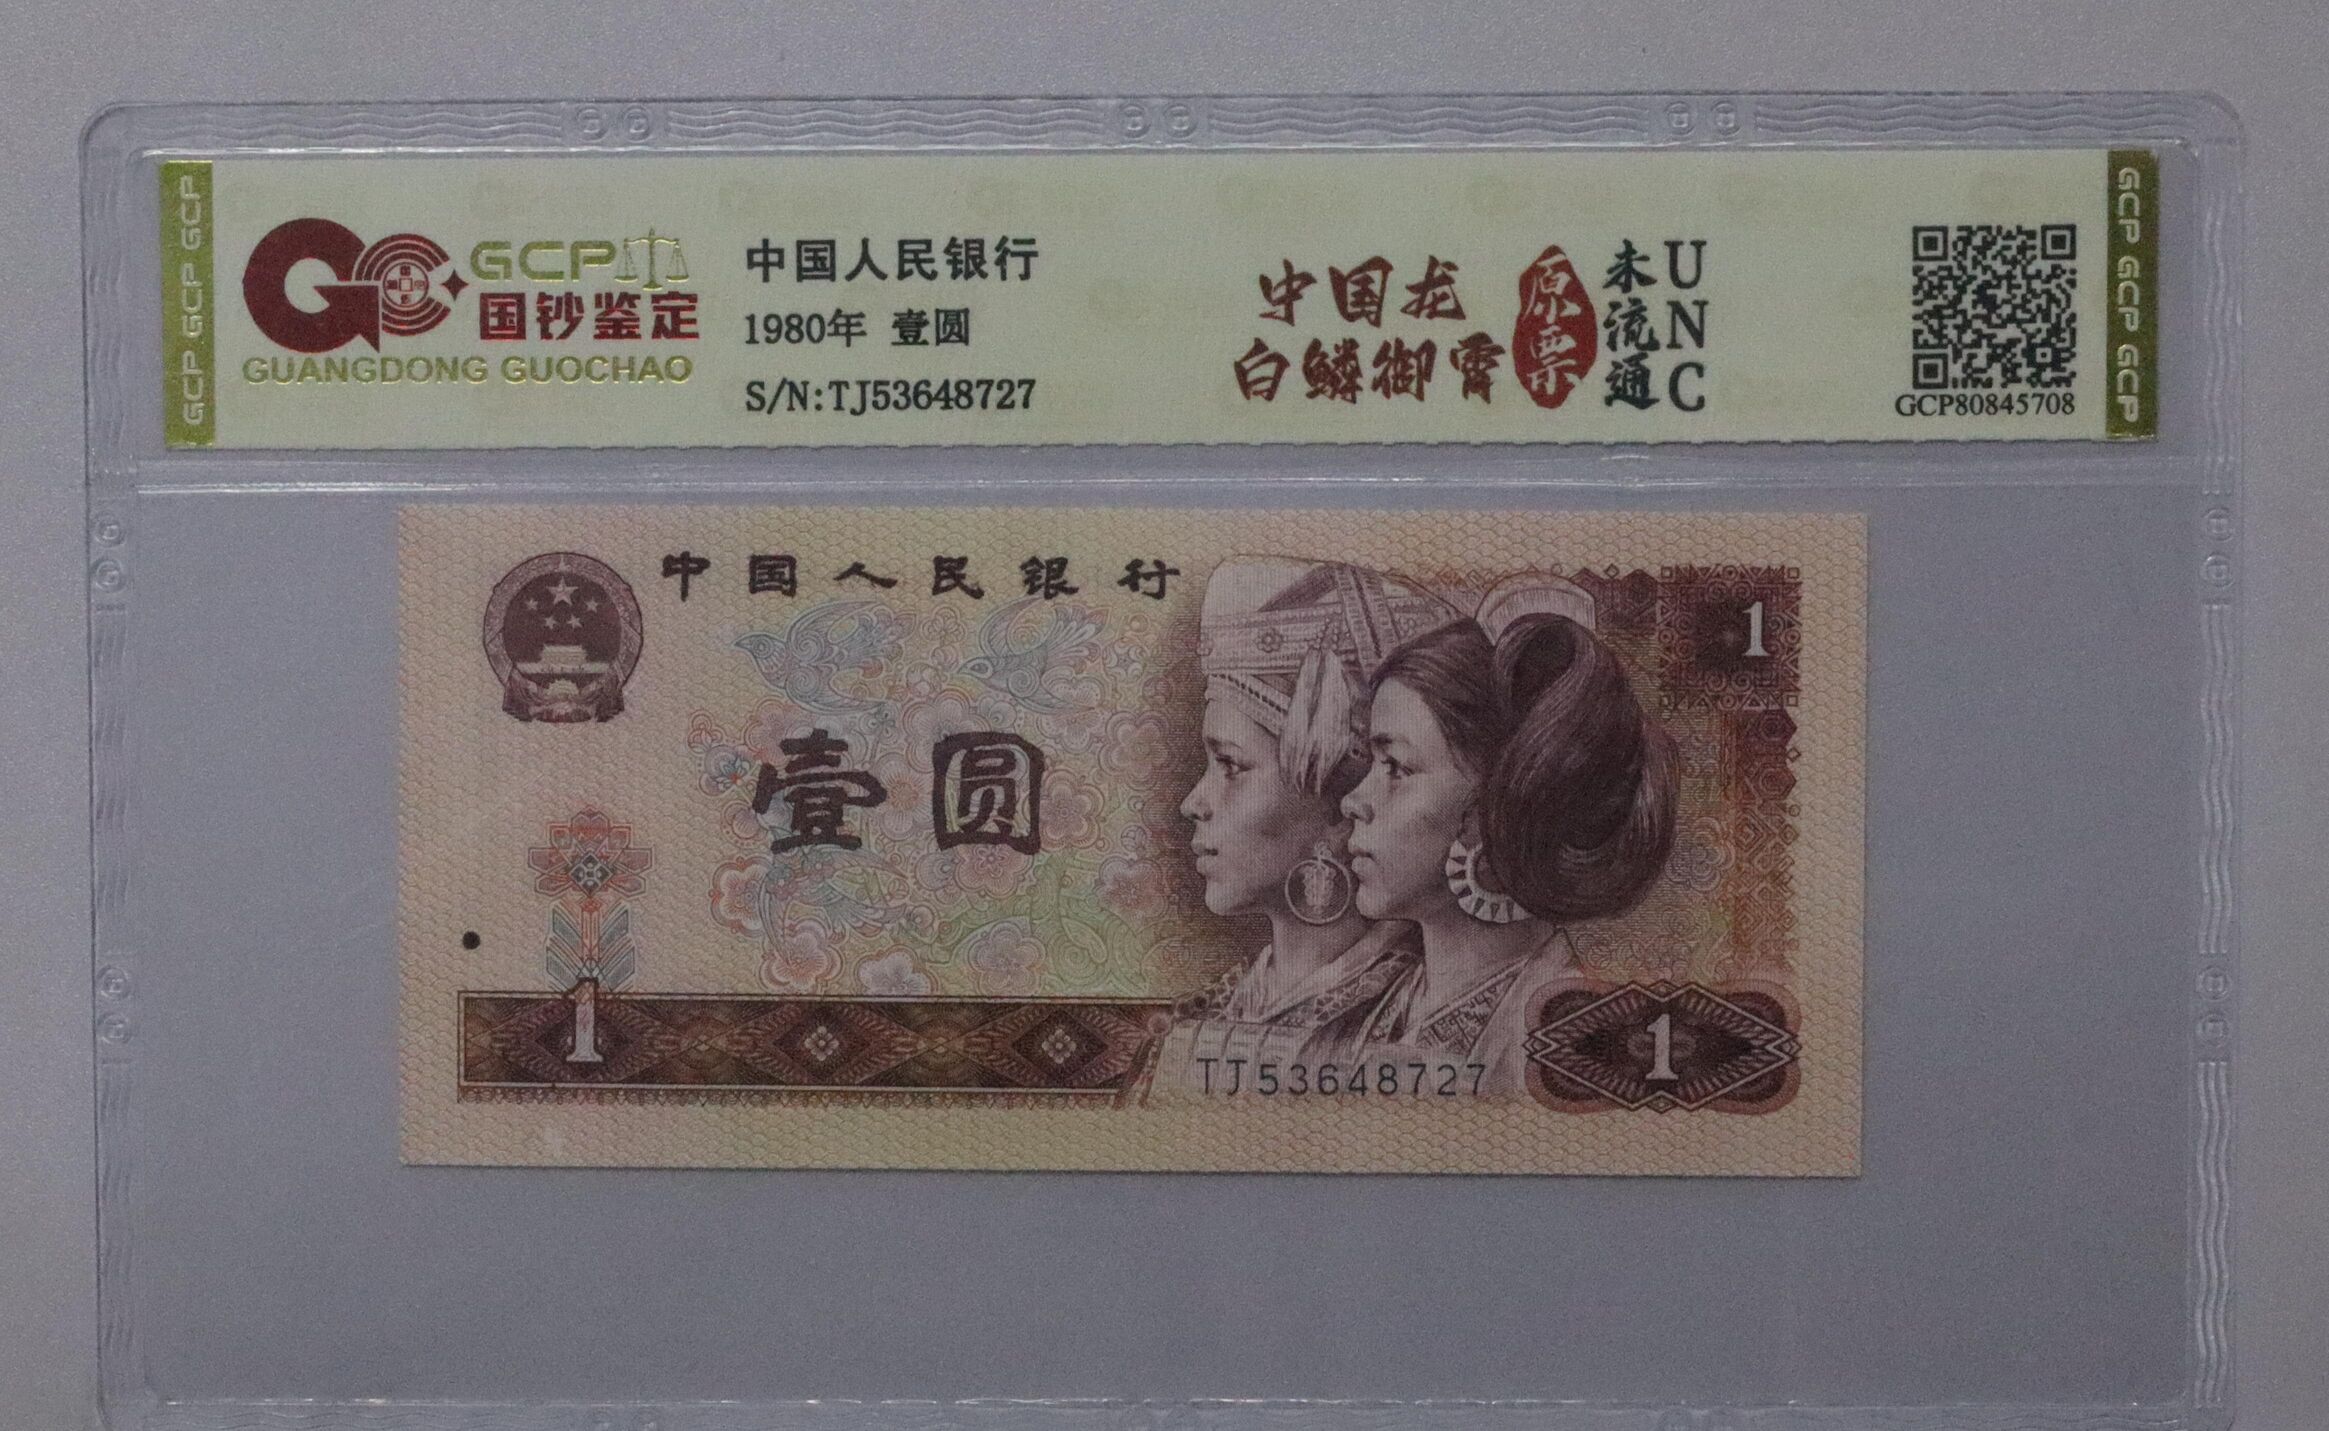 GCP GCP GCP
GCP
国钞鉴定
GUANGDONG GUOCHAO
中国人民银行
1980年 壹圆
S/N:TJ53648727
中国龙
白鳟御霄
原票
未流通
UNC
GCP80845708
GCP GCP GCP
中国人民银行
1
壹圆
1
1
TJ53648727